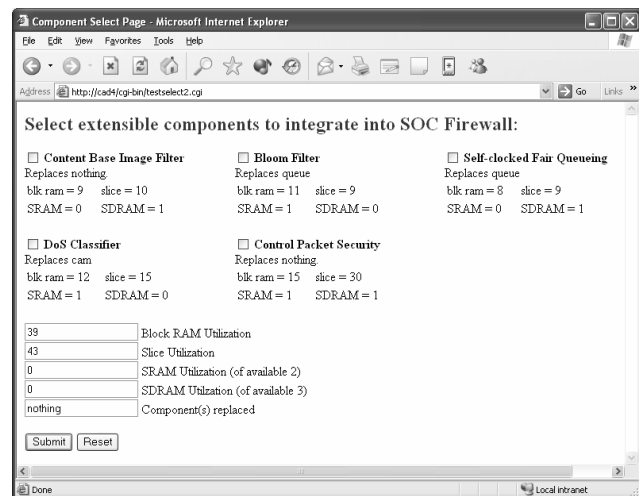 Component Select Page - Microsoft Internet Explorer
File Edit View Favorites Tools Help
Address http://cad4/cgi-bin/testselect2.cgi Go Links »
Select extensible components to integrate into SOC Firewall:
Content Base Image Filter Bloom Filter Self-clocked Fair Queueing
Replaces nothing. Replaces queue Replaces queue
blk ram = 9 slice = 10 blk ram = 11 slice = 9 blk ram = 8 slice = 9
SRAM = 0 SDRAM = 1 SRAM = 1 SDRAM = 0 SRAM = 0 SDRAM = 1
DoS Classifier Control Packet Security
Replaces cam Replaces nothing.
blk ram = 12 slice = 15 blk ram = 15 slice = 30
SRAM = 1 SDRAM = 0 SRAM = 1 SDRAM = 1
39 Block RAM Utilization
43 Slice Utilization
0 SRAM Utilization (of available 2)
0 SDRAM Utilzation (of available 3)
nothing Component(s) replaced
Submit Reset
Done Local intranet